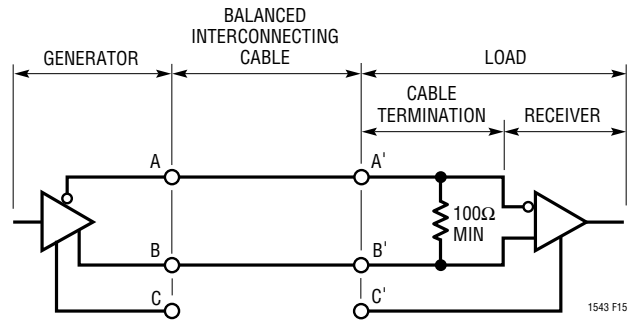 BALANCED
INTERCONNECTING
CABLE
GENERATOR
LOAD
CABLE
TERMINATION
RECEIVER
A
A'
100Ω
MIN
B
B'
C
C'
1543 F15